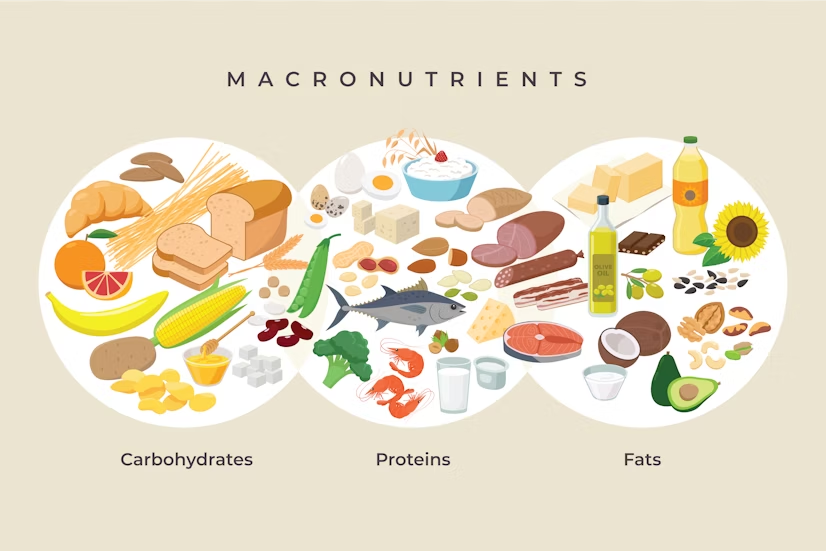 MACRONUTRIENTS
OLIVE
OIL
Carbohydrates
Proteins
Fats